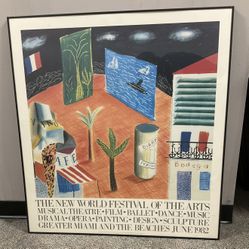 CAFE
THE NEW WORLD FESTIVAL OF THE ARTS
MUSICAL THEATRE·FILM·BALLET·DANCE·MUSIC
DRAMA·OPERA·PAINTING·DESIGN·SCULPTURE
GREATER MIAMI AND THE BEACHES JUNE 1982